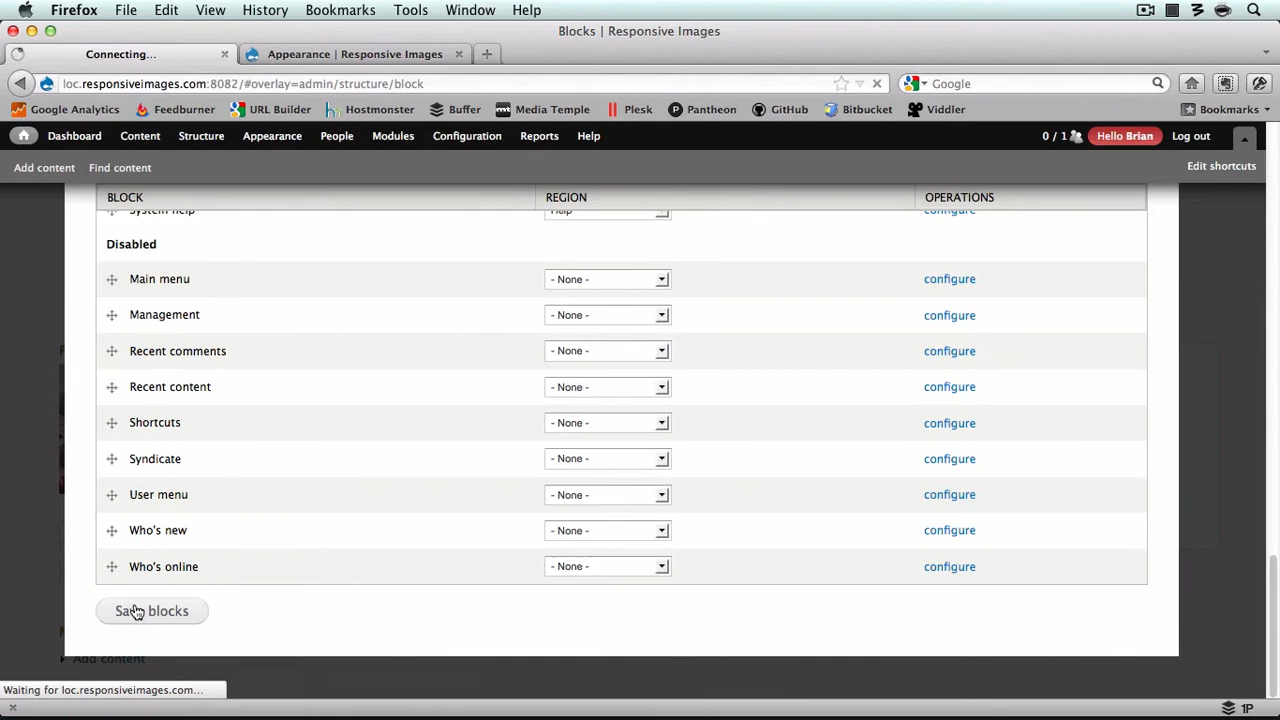 Firefox File Edit View History Bookmarks Tools Window Help
Blocks | Responsive Images
Connecting... Appearance | Responsive Images
loc.responsiveimages.com:8082/#overlay=admin/structure/block Google
Google Analytics Feedburner URL Builder Hostmonster Buffer Media Temple Plesk Pantheon GitHub Bitbucket Viddler Bookmarks
Dashboard Content Structure Appearance People Modules Configuration Reports Help 0 / 1 Hello Brian Log out
Add content Find content Edit shortcuts
BLOCK REGION OPERATIONS
System help Help configure
Disabled
Main menu - None - configure
Management - None - configure
Recent comments - None - configure
Recent content - None - configure
Shortcuts - None - configure
Syndicate - None - configure
User menu - None - configure
Who's new - None - configure
Who's online - None - configure
Save blocks
Add content
Waiting for loc.responsiveimages.com...
1P